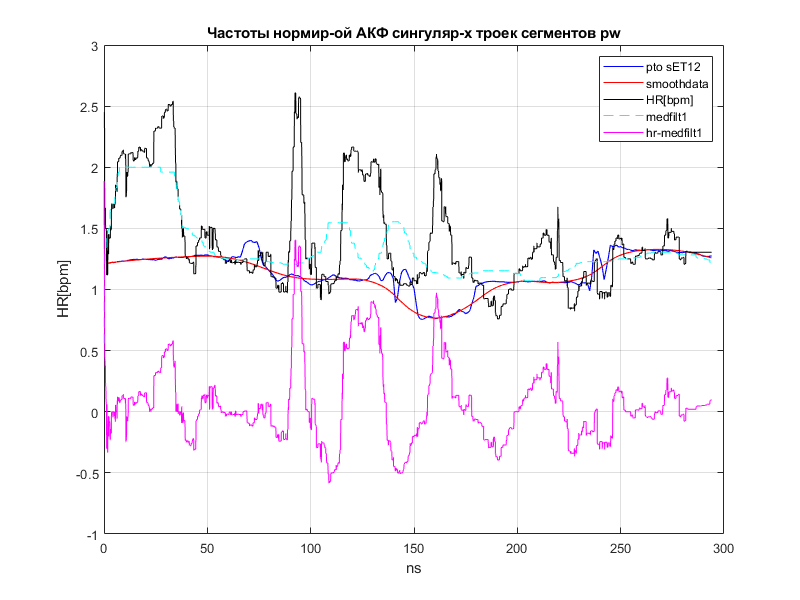 Частоты нормир-ой АКФ сингуляр-х троек сегментов pw
3
2.5
2
1.5
1
0.5
0
-0.5
-1
HR[bpm]
pto sET12
smoothdata
HR[bpm]
medfilt1
hr-medfilt1
0
50
100
150
200
250
300
ns